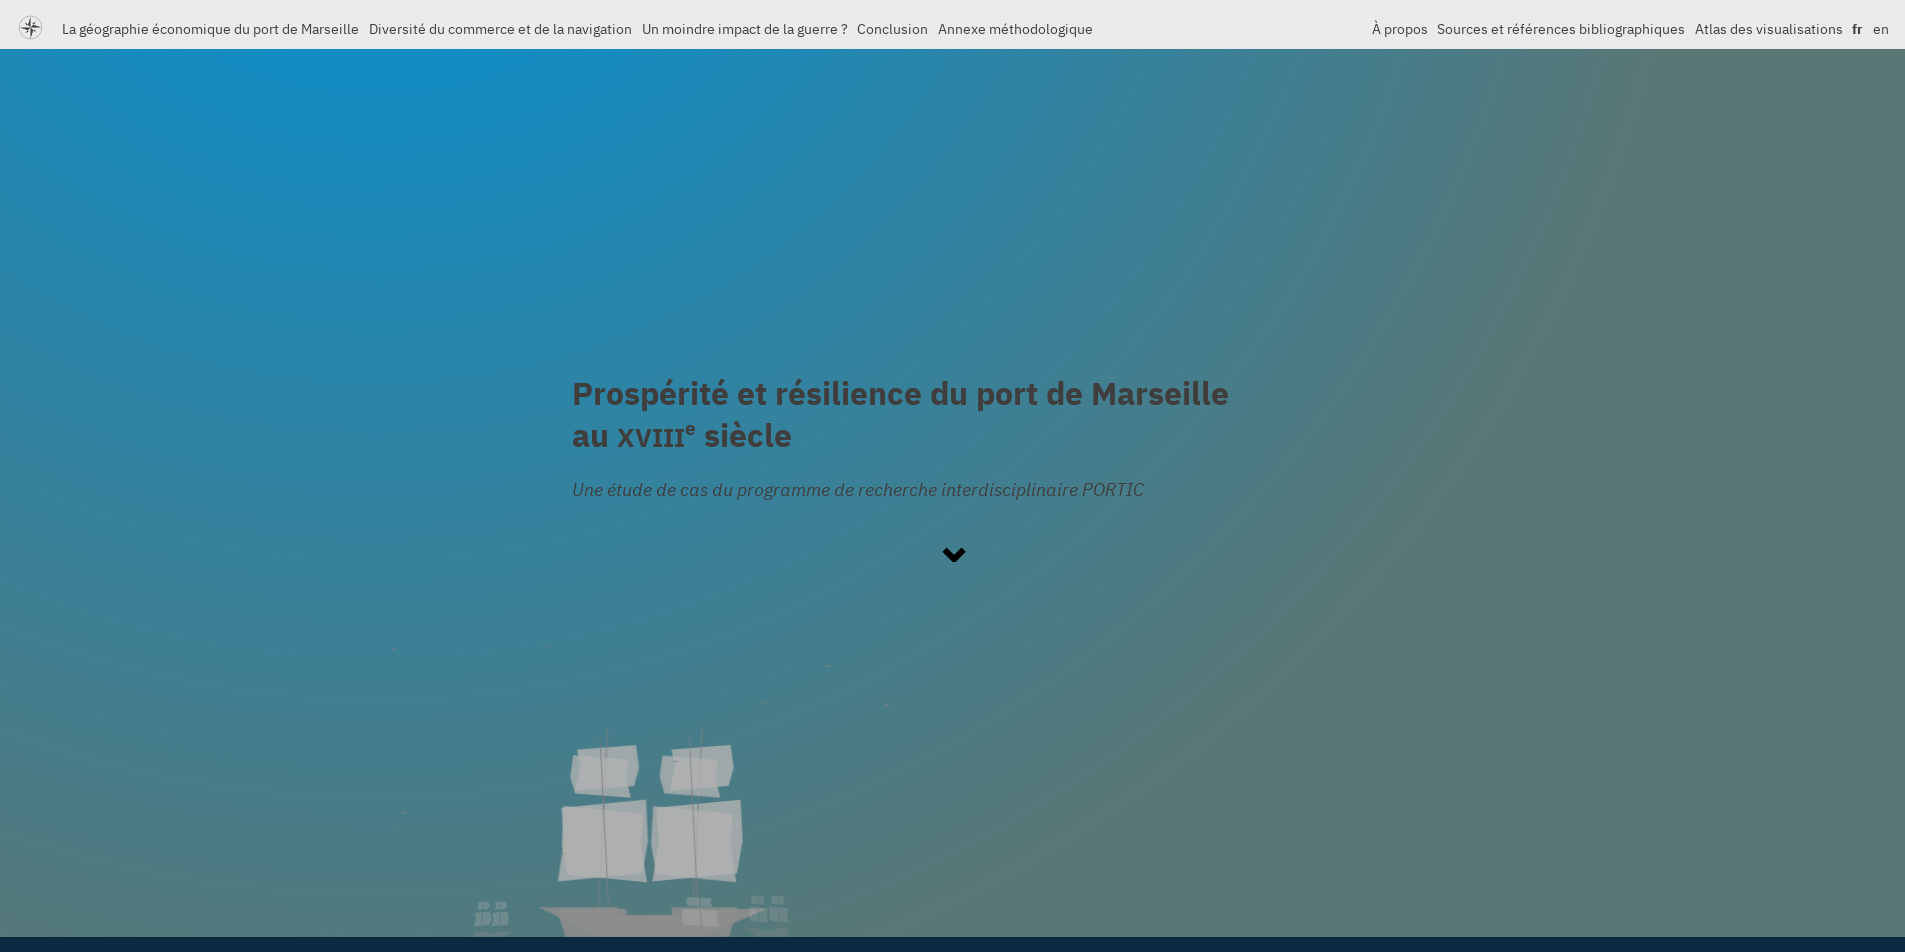 La géographie économique du port de Marseille Diversité du commerce et de la navigation Un moindre impact de la guerre ? Conclusion Annexe méthodologique À propos Sources et références bibliographiques Atlas des visualisations fr en
Prospérité et résilience du port de Marseille
au XVIIIe siècle
Une étude de cas du programme de recherche interdisciplinaire PORTIC